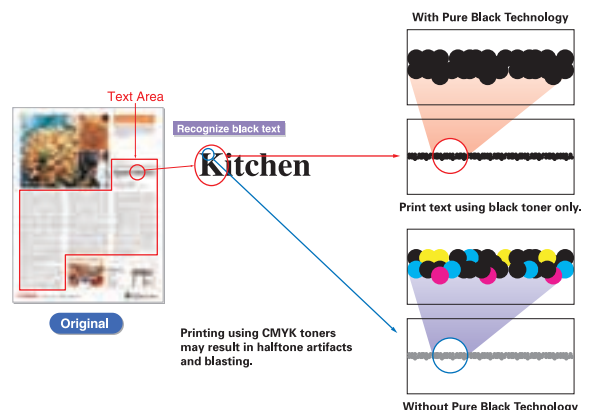 With Pure Black Technology
Text Area
Recognize black text
Kitchen
Print text using black toner only.
Original
Printing using CMYK toners
may result in halftone artifacts
and blasting.
Without Pure Black Technology